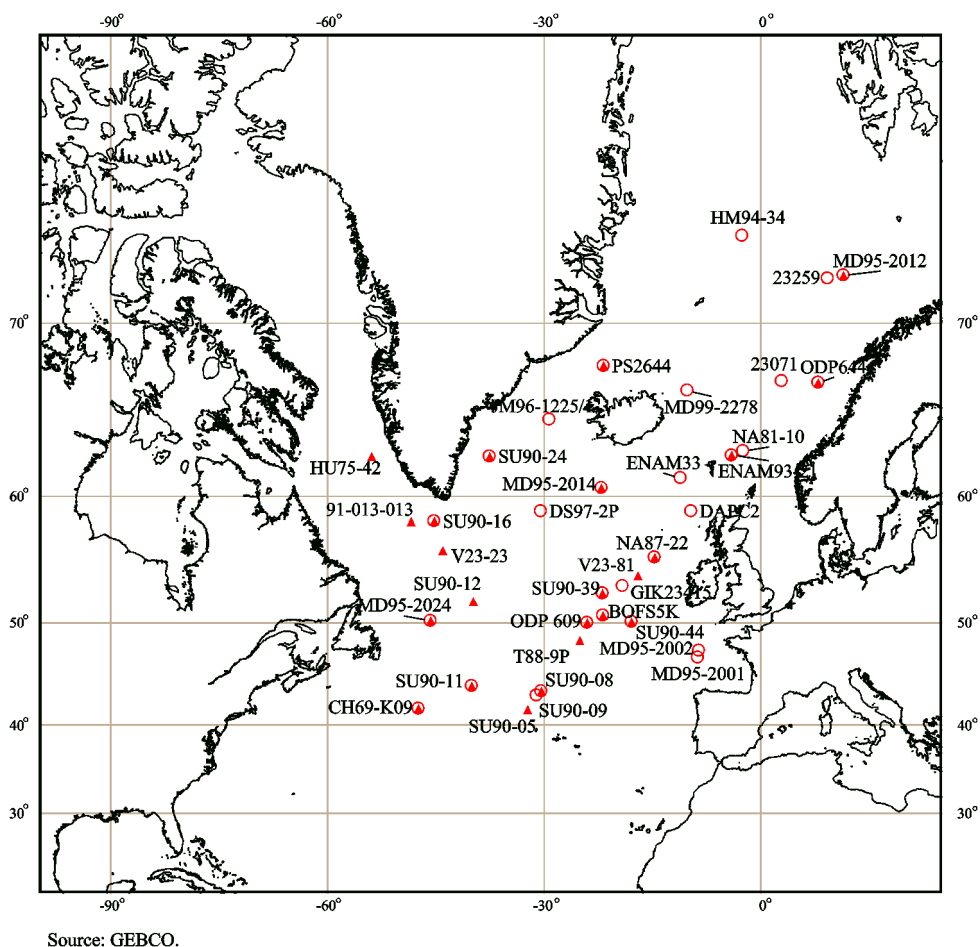 -90° -60° -30° 0°
HM94-34
MD95-2012
23259
70° 70°
23071
ODP644
PS2644
MD99-2278
M96-1225/
NA81-10
SU90-24
ENAM33
ENAM93-
HU75-42
MD95-2014
60° 60°
91-013-013
DS97-2P
DAPC2
SU90-16
NA87-22
V23-23
V23-81
SU90-12
SU90-39
GIK23415
MD95-2024
BOFS5K
50° ODP 609 50°
SU90-44
MD95-2002
T88-9P
MD95-2001
SU90-11
SU90-08
CH69-K09
SU90-09
SU90-05
40° 40°
30° 30°
-90° -60° -30° 0°
Source: GEBCO.